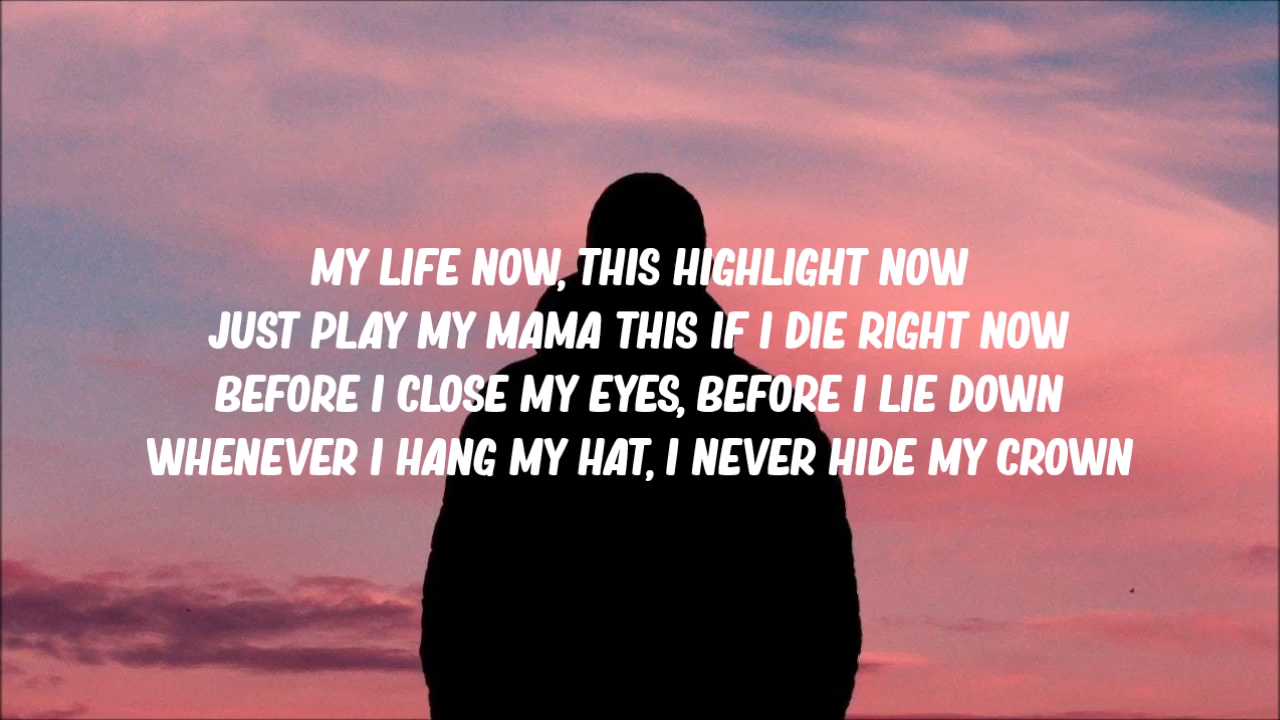 MY LIFE NOW, THIS HIGHLIGHT NOW
JUST PLAY MY MAMA THIS IF I DIE RIGHT NOW
BEFORE I CLOSE MY EYES, BEFORE I LIE DOWN
WHENEVER I HANG MY HAT, I NEVER HIDE MY CROWN